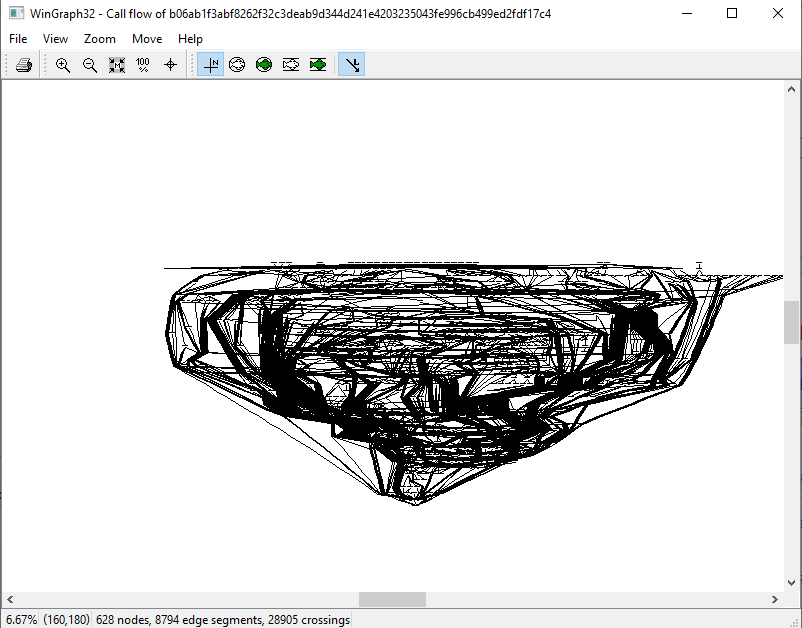 WinGraph32 - Call flow of b06ab1f3abf8262f32c3deab9d344d241e4203235043fe996cb499ed2fdf17c4
File View Zoom Move Help
100
%
N
6.67% (160,180) 628 nodes, 8794 edge segments, 28905 crossings